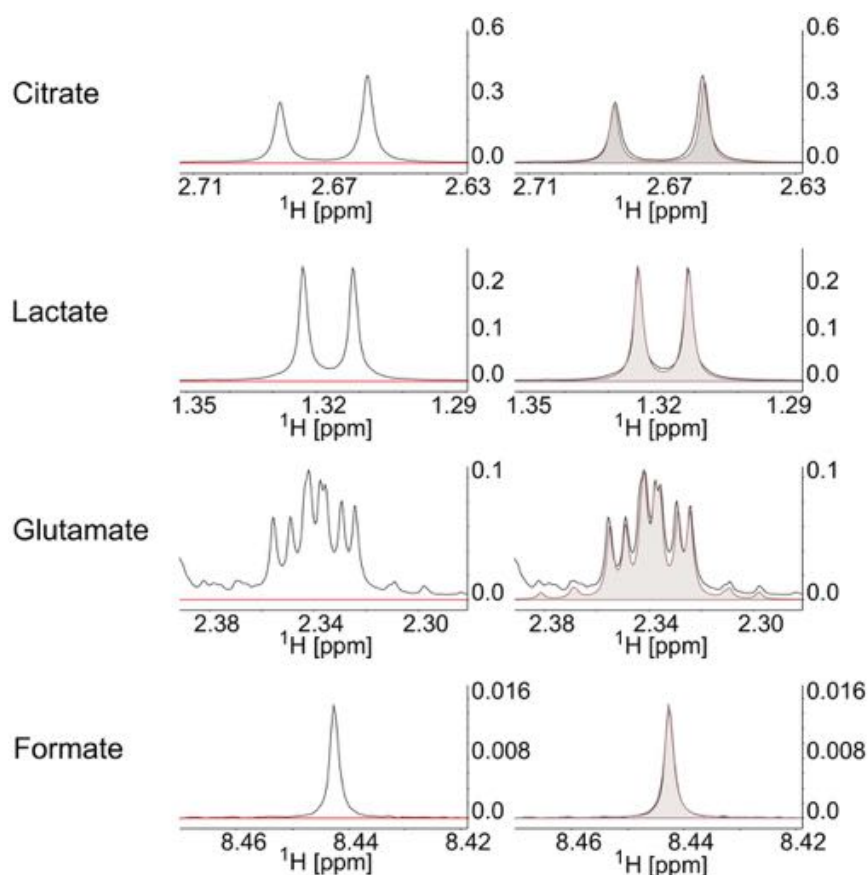 Citrate
0.6
0.3
0.0
2.71 2.67 2.63
¹H [ppm]
0.6
0.3
0.0
2.71 2.67 2.63
¹H [ppm]
Lactate
0.2
0.1
0.0
1.35 1.32 1.29
¹H [ppm]
0.2
0.1
0.0
1.35 1.32 1.29
¹H [ppm]
Glutamate
0.1
0.0
2.38 2.34 2.30
¹H [ppm]
0.1
0.0
2.38 2.34 2.30
¹H [ppm]
Formate
0.016
0.008
0.0
8.46 8.44 8.42
¹H [ppm]
0.016
0.008
0.0
8.46 8.44 8.42
¹H [ppm]